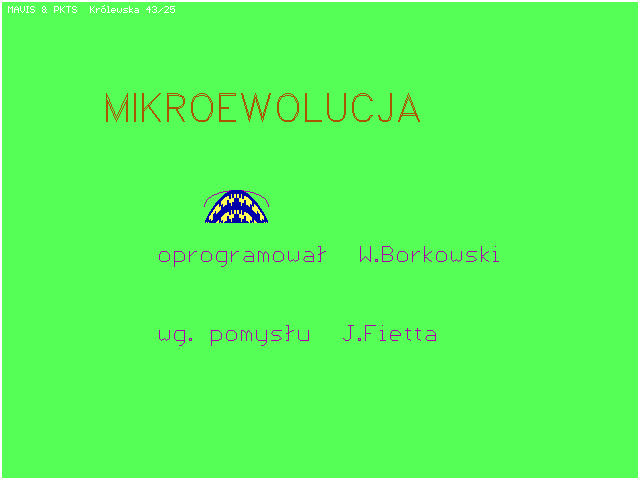 MAVIS & PKTS Królewska 43/25
MIKROEWOLUCJA
oprogramował W.Borkowski
wg. pomysłu J.Fietta